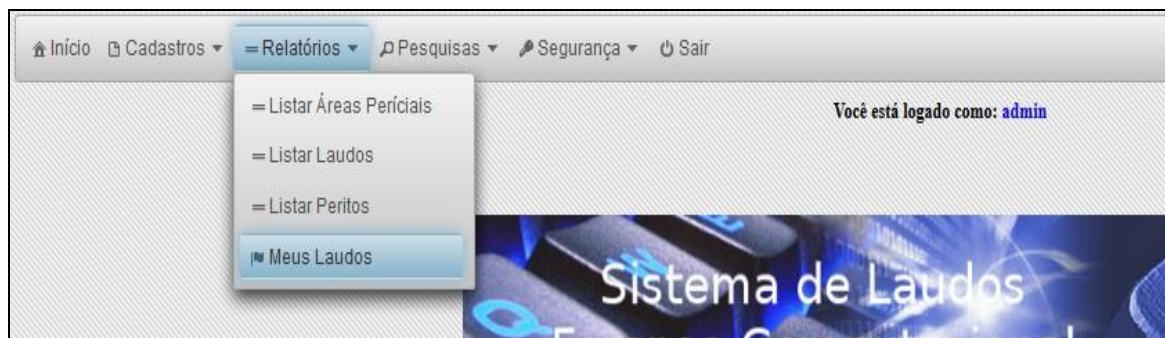 Início Cadastros Relatórios Pesquisas Segurança Sair
Listar Áreas Períciais
Você está logado como: admin
Listar Laudos
Listar Peritos
Meus Laudos
Sistema de Laudos